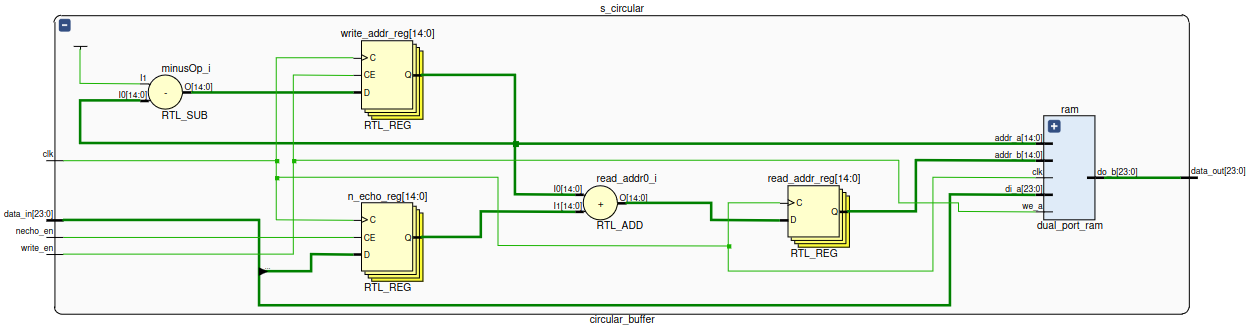 s_circular
write_addr_reg[14:0]
C
CE
D
Q
RTL_REG
minusOp_i
I1
I0[14:0]
-
O[14:0]
RTL_SUB
clk
data_in[23:0]
necho_en
write_en
n_echo_reg[14:0]
C
CE
D
Q
RTL_REG
read_addr0_i
I0[14:0]
I1[14:0]
+
O[14:0]
RTL_ADD
read_addr_reg[14:0]
C
D
Q
RTL_REG
ram
addr_a[14:0]
addr_b[14:0]
clk
di_a[23:0]
we_a
do_b[23:0]
dual_port_ram
data_out[23:0]
circular_buffer